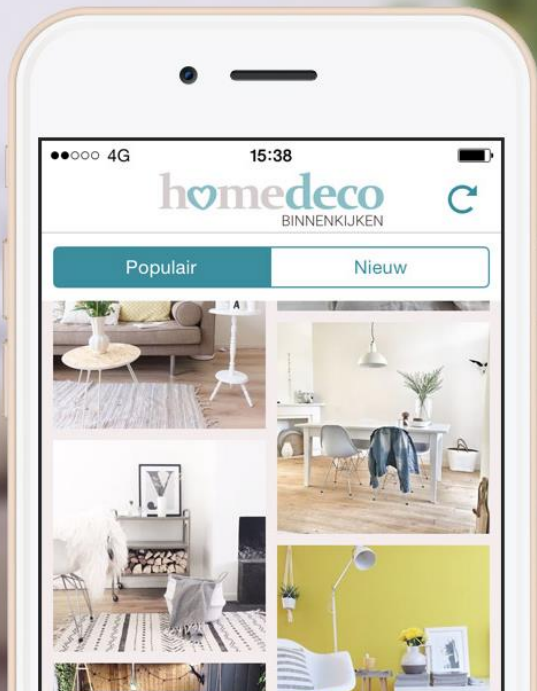 4G 15:38
homedeco
BINNENKIJKEN
Populair Nieuw
A
Y